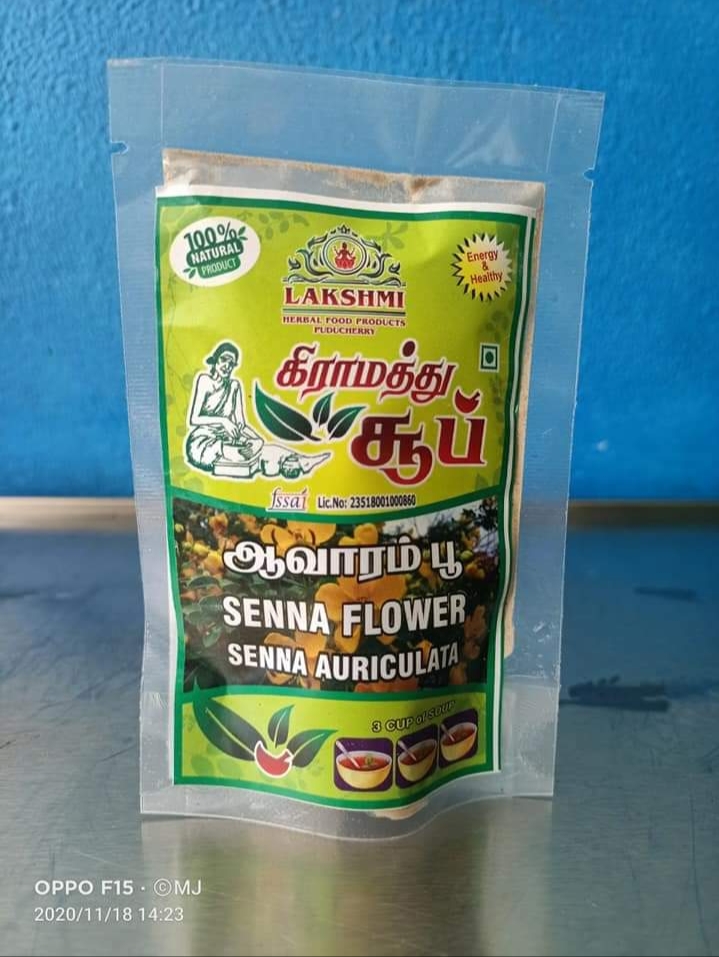 100%
NATURAL
PRODUCT
Energy
&
Healthy
LAKSHMI
HERBAL FOOD PRODUCTS
PUDUCHERRY
கிராமத்து
சூப்
fssai Lic.No: 23518001000860
ஆவாரம் பூ
SENNA FLOWER
SENNA AURICULATA
3 CUP of SOUP
OPPO F15 · ©MJ
2020/11/18 14:23